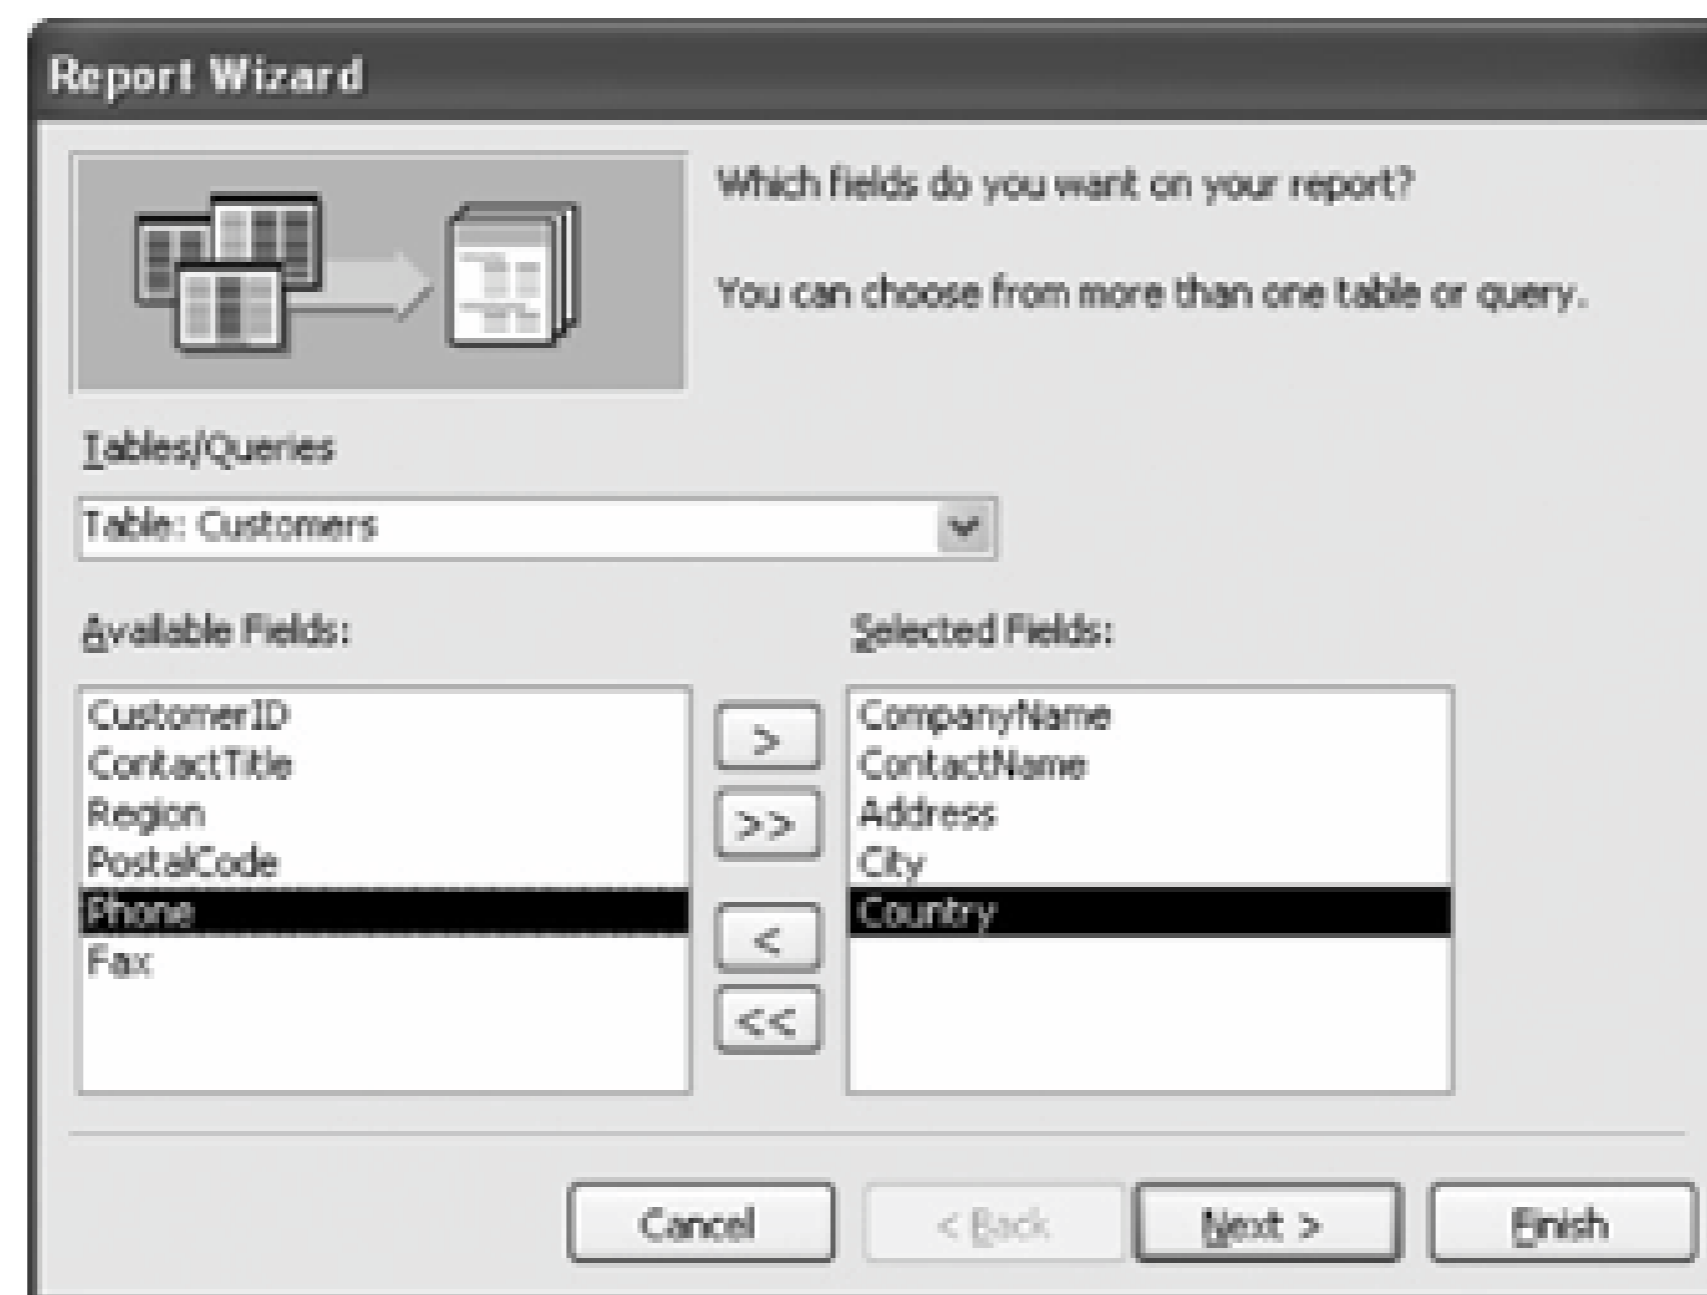 Report Wizard
Which fields do you want on your report?
You can choose from more than one table or query.
Tables/Queries
Table: Customers
Available Fields:
Selected Fields:
CustomerID
ContactTitle
Region
PostalCode
Phone
Fax
>
>>
<
<<
CompanyName
ContactName
Address
City
Country
Cancel
< Back
Next >
Finish